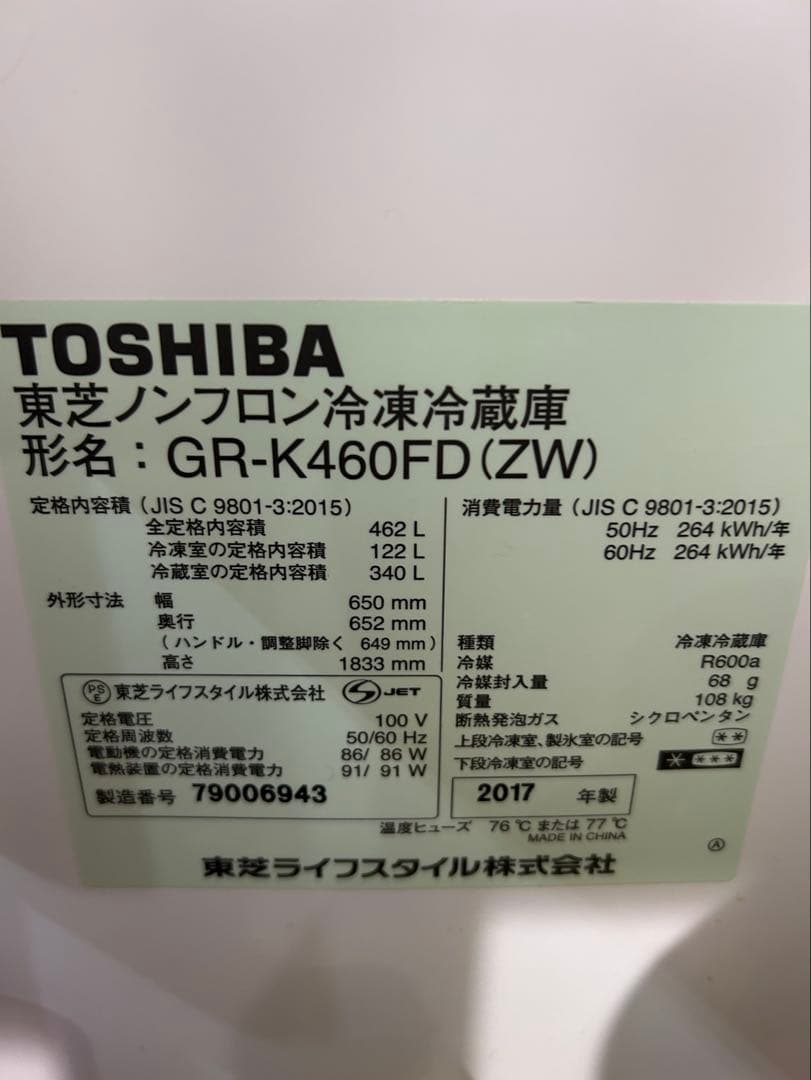 TOSHIBA
東芝ノンフロン冷凍冷蔵庫
形名：GR-K460FD（ZW）
定格内容積（JIS C 9801-3:2015）
全定格内容積 462 L
冷凍室の定格内容積 122 L
冷蔵室の定格内容積 340 L
外形寸法 幅 650 mm
奥行 652 mm
（ハンドル・調整脚除く 649 mm）
高さ 1833 mm
消費電力量（JIS C 9801-3:2015）
50Hz 264 kWh/年
60Hz 264 kWh/年
種類 冷凍冷蔵庫
冷媒 R600a
冷媒封入量 68 g
質量 108 kg
断熱発泡ガス シクロペンタン
上段冷凍室、製氷室の記号 **
下段冷凍室の記号 * ***
PSE 東芝ライフスタイル株式会社 JET
定格電圧 100 V
定格周波数 50/60 Hz
電動機の定格消費電力 86/ 86 W
電熱装置の定格消費電力 91/ 91 W
製造番号 79006943
2017 年製
温度ヒューズ 76 ℃ または 77 ℃
MADE IN CHINA
Ⓐ
東芝ライフスタイル株式会社